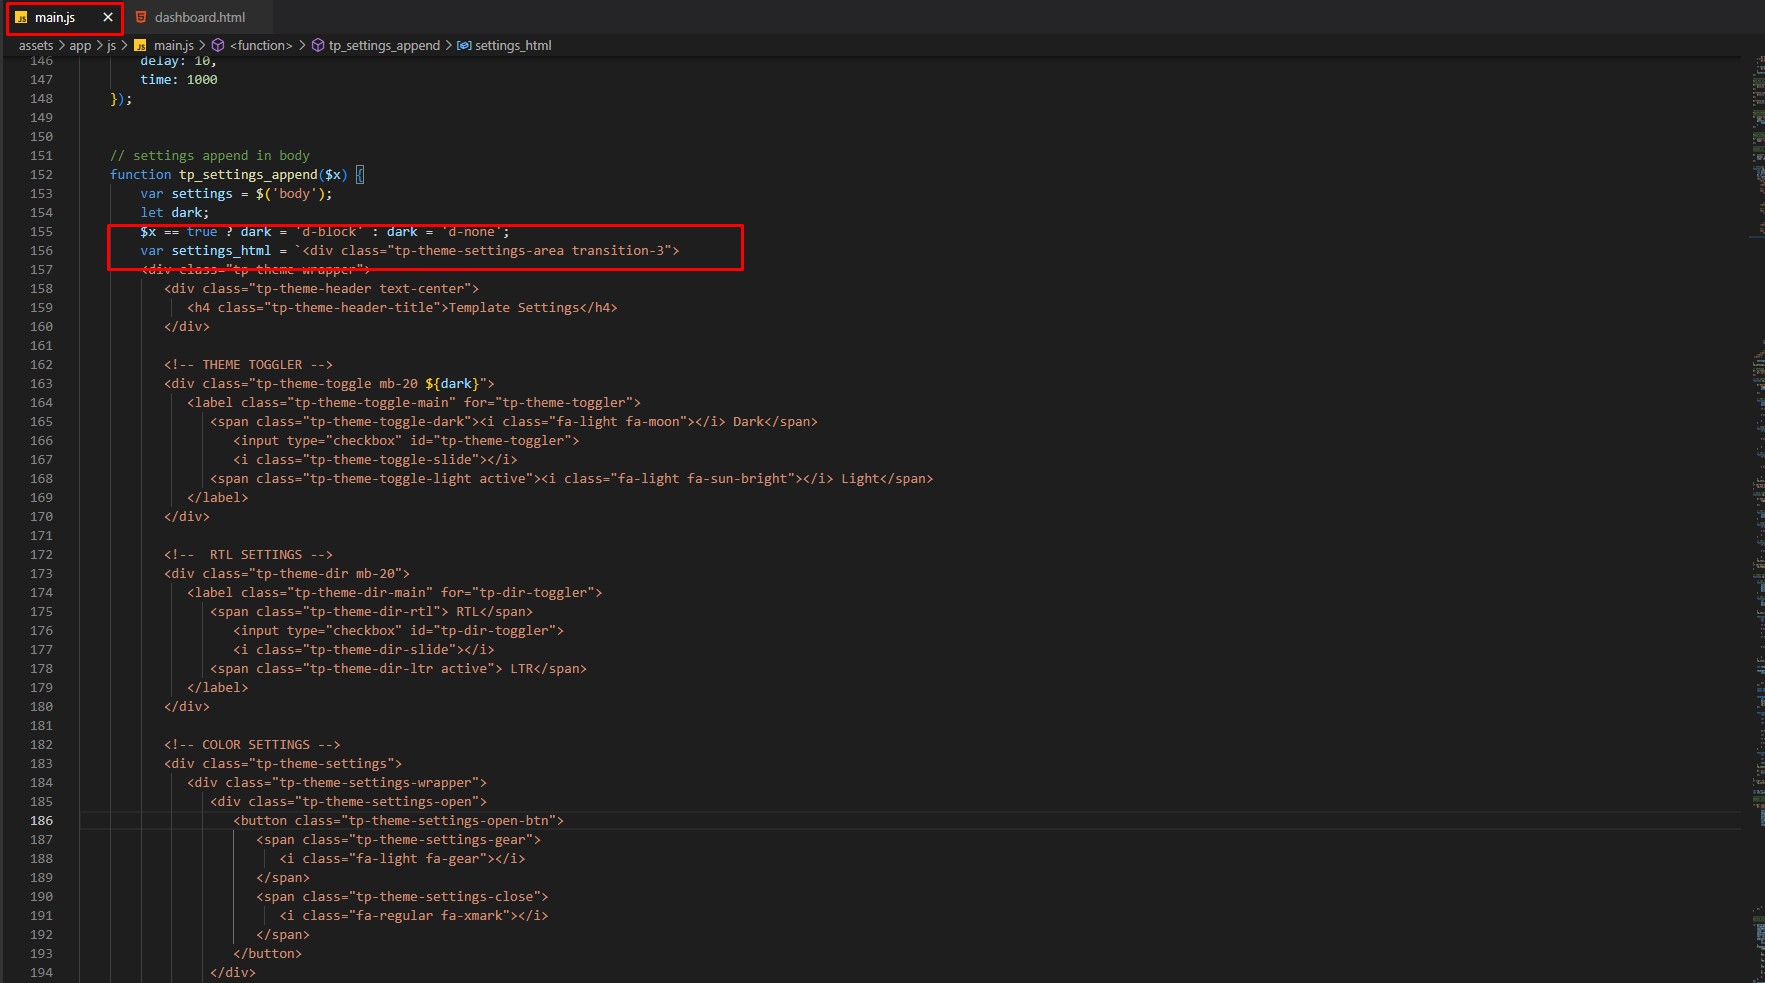 main.js
dashboard.html
assets > app > js > main.js > <function> > tp_settings_append > settings_html
146 delay: 10,
147 time: 1000
148 });
149
150
151 // settings append in body
152 function tp_settings_append($x) {
153 var settings = $('body');
154 let dark;
155 $x == true ? dark = 'd-block' : dark = 'd-none';
156 var settings_html = `<div class="tp-theme-settings-area transition-3">
157 <div class="tp-theme-wrapper">
158 <div class="tp-theme-header text-center">
159 <h4 class="tp-theme-header-title">Template Settings</h4>
160 </div>
161
162 <!-- THEME TOGGLER -->
163 <div class="tp-theme-toggle mb-20 ${dark}">
164 <label class="tp-theme-toggle-main" for="tp-theme-toggler">
165 <span class="tp-theme-toggle-dark"><i class="fa-light fa-moon"></i> Dark</span>
166 <input type="checkbox" id="tp-theme-toggler">
167 <i class="tp-theme-toggle-slide"></i>
168 <span class="tp-theme-toggle-light active"><i class="fa-light fa-sun-bright"></i> Light</span>
169 </label>
170 </div>
171
172 <!--  RTL SETTINGS -->
173 <div class="tp-theme-dir mb-20">
174 <label class="tp-theme-dir-main" for="tp-dir-toggler">
175 <span class="tp-theme-dir-rtl"> RTL</span>
176 <input type="checkbox" id="tp-dir-toggler">
177 <i class="tp-theme-dir-slide"></i>
178 <span class="tp-theme-dir-ltr active"> LTR</span>
179 </label>
180 </div>
181
182 <!-- COLOR SETTINGS -->
183 <div class="tp-theme-settings">
184 <div class="tp-theme-settings-wrapper">
185 <div class="tp-theme-settings-open">
186 <button class="tp-theme-settings-open-btn">
187 <span class="tp-theme-settings-gear">
188 <i class="fa-light fa-gear"></i>
189 </span>
190 <span class="tp-theme-settings-close">
191 <i class="fa-regular fa-xmark"></i>
192 </span>
193 </button>
194 </div>